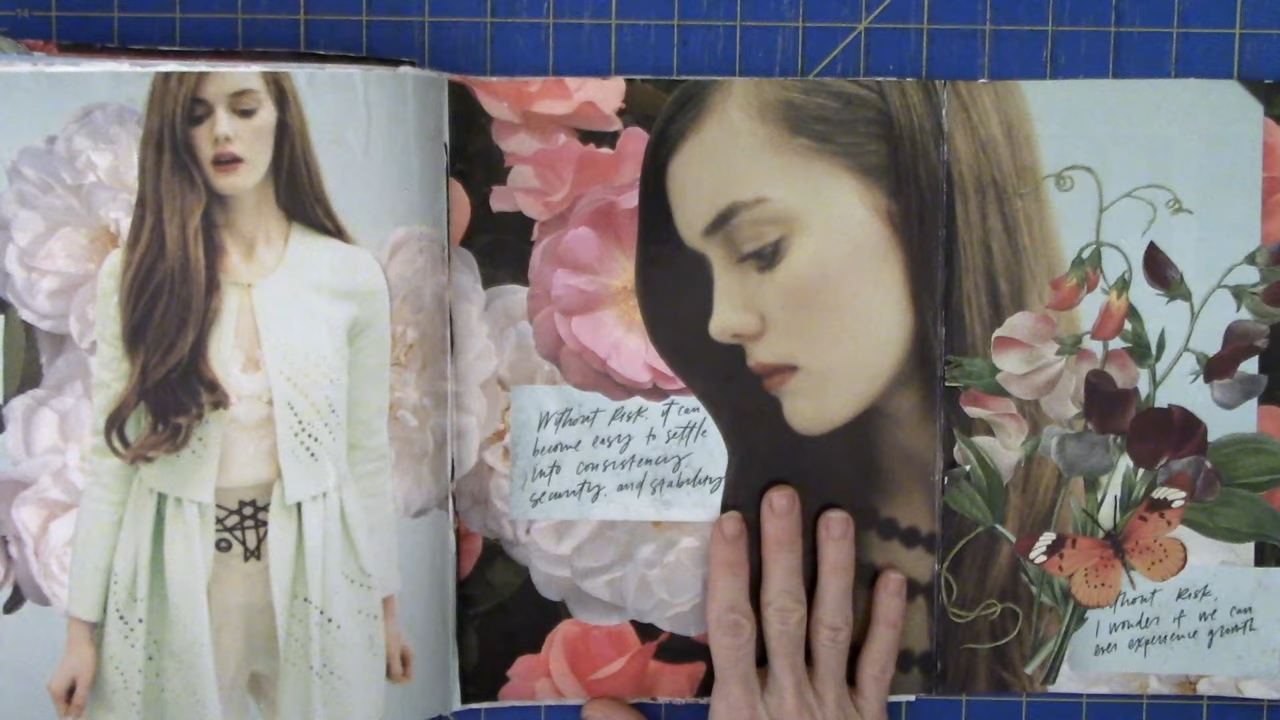 14
Without Risk, it can
become easy to settle
into consistency
security, and stability
thout Risk,
I wonder if we can
ever experience growth